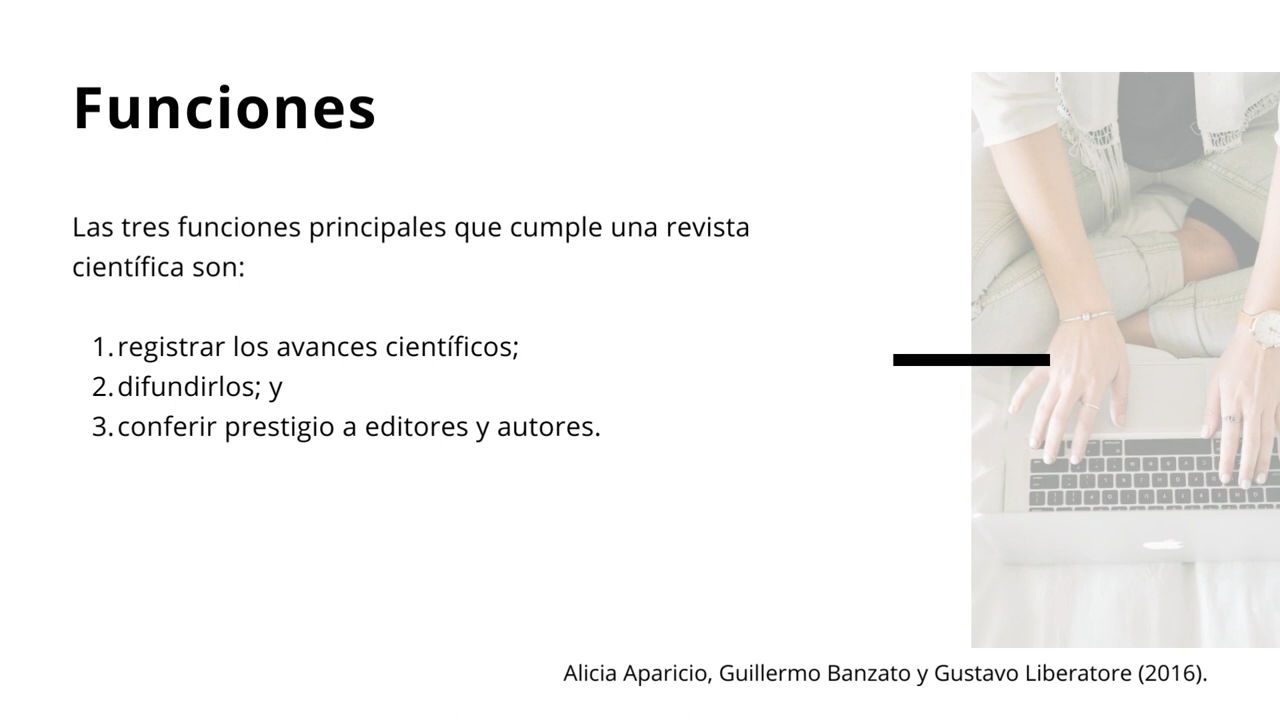 Funciones
Las tres funciones principales que cumple una revista
científica son:
1. registrar los avances científicos;
2. difundirlos; y
3. conferir prestigio a editores y autores.
Alicia Aparicio, Guillermo Banzato y Gustavo Liberatore (2016).